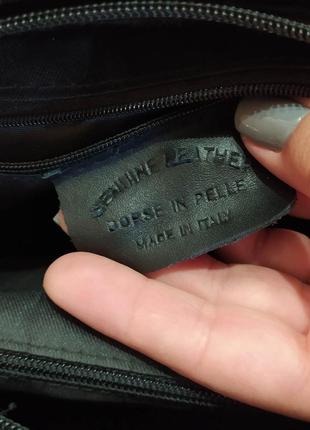 GENUINE LEATHER
BORSE IN PELLE
MADE IN ITALY